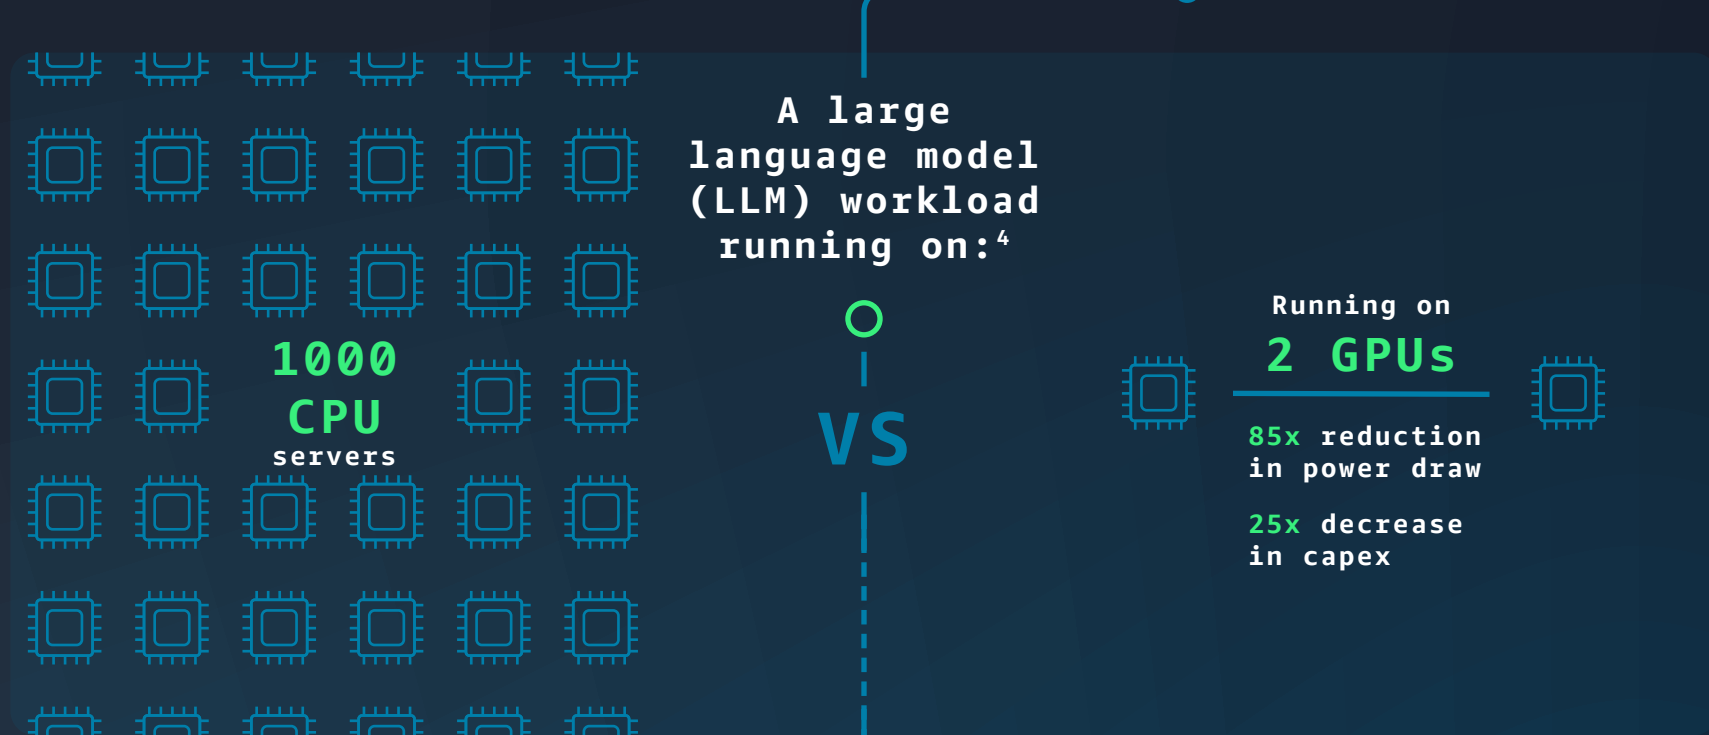 A large
language model
(LLM) workload
running on:⁴
1000
CPU
servers
VS
Running on
2 GPUs
85x reduction
in power draw
25x decrease
in capex